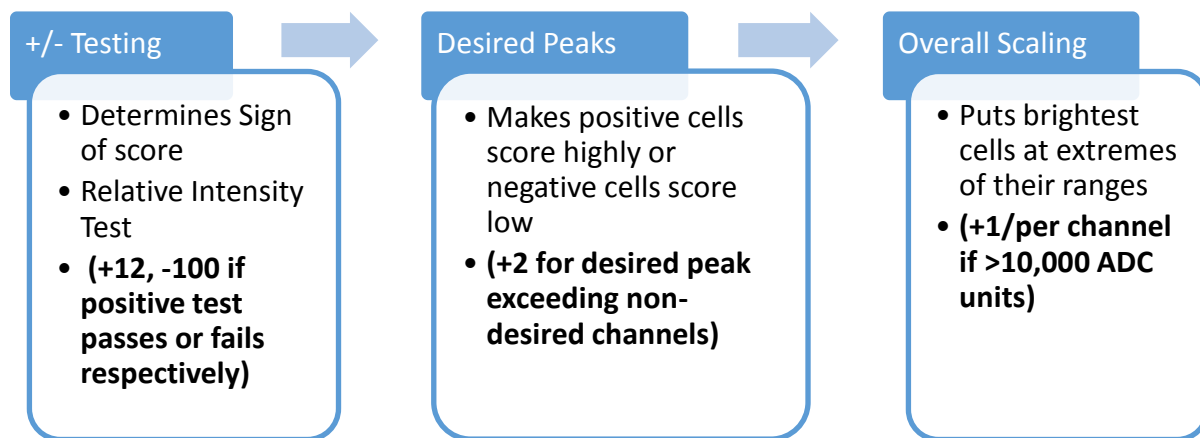 +/- Testing
• Determines Sign
of score
• Relative Intensity
Test
• (+12, -100 if
positive test
passes or fails
respectively)
Desired Peaks
• Makes positive cells
score highly or
negative cells score
low
• (+2 for desired peak
exceeding non-
desired channels)
Overall Scaling
• Puts brightest
cells at extremes
of their ranges
• (+1/per channel
if >10,000 ADC
units)